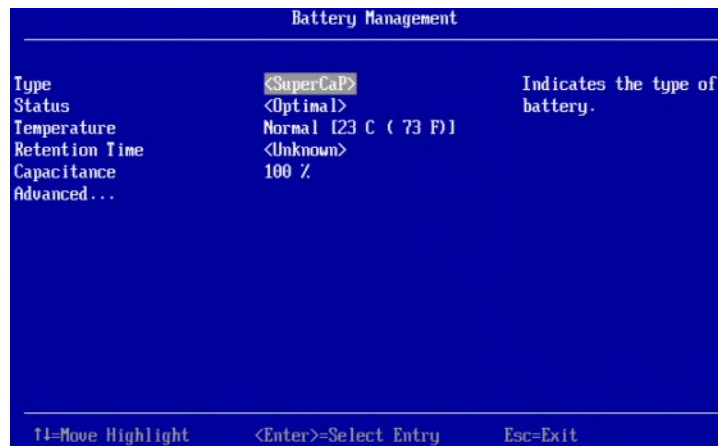 Battery Management
Type <SuperCaP> Indicates the type of
Status <Optimal> battery.
Temperature Normal [23 C ( 73 F)]
Retention Time <Unknown>
Capacitance 100 %
Advanced...
↑↓=Move Highlight <Enter>=Select Entry Esc=Exit